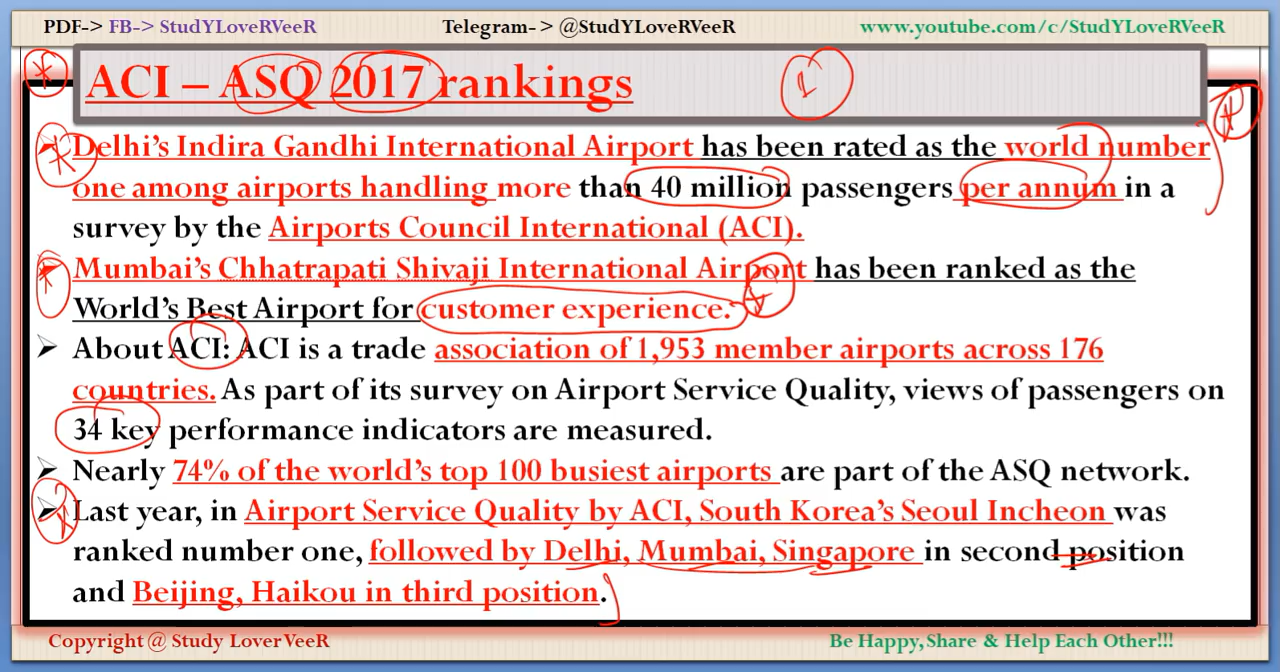 PDF-> FB-> StudYLoveRVeeR Telegram- > @StudYLoveRVeeR www.youtube.com/c/StudYLoveRVeeR
ACI – ASQ 2017 rankings 1
Delhi's Indira Gandhi International Airport has been rated as the world number
one among airports handling more than 40 million passengers per annum in a
survey by the Airports Council International (ACI).
Mumbai's Chhatrapati Shivaji International Airport has been ranked as the
World's Best Airport for customer experience.
About ACI: ACI is a trade association of 1,953 member airports across 176
countries. As part of its survey on Airport Service Quality, views of passengers on
34 key performance indicators are measured.
Nearly 74% of the world's top 100 busiest airports are part of the ASQ network.
Last year, in Airport Service Quality by ACI, South Korea's Seoul Incheon was
ranked number one, followed by Delhi, Mumbai, Singapore in second position
and Beijing, Haikou in third position.
Copyright @ Study LoverVeeR Be Happy,Share & Help Each Other!!!